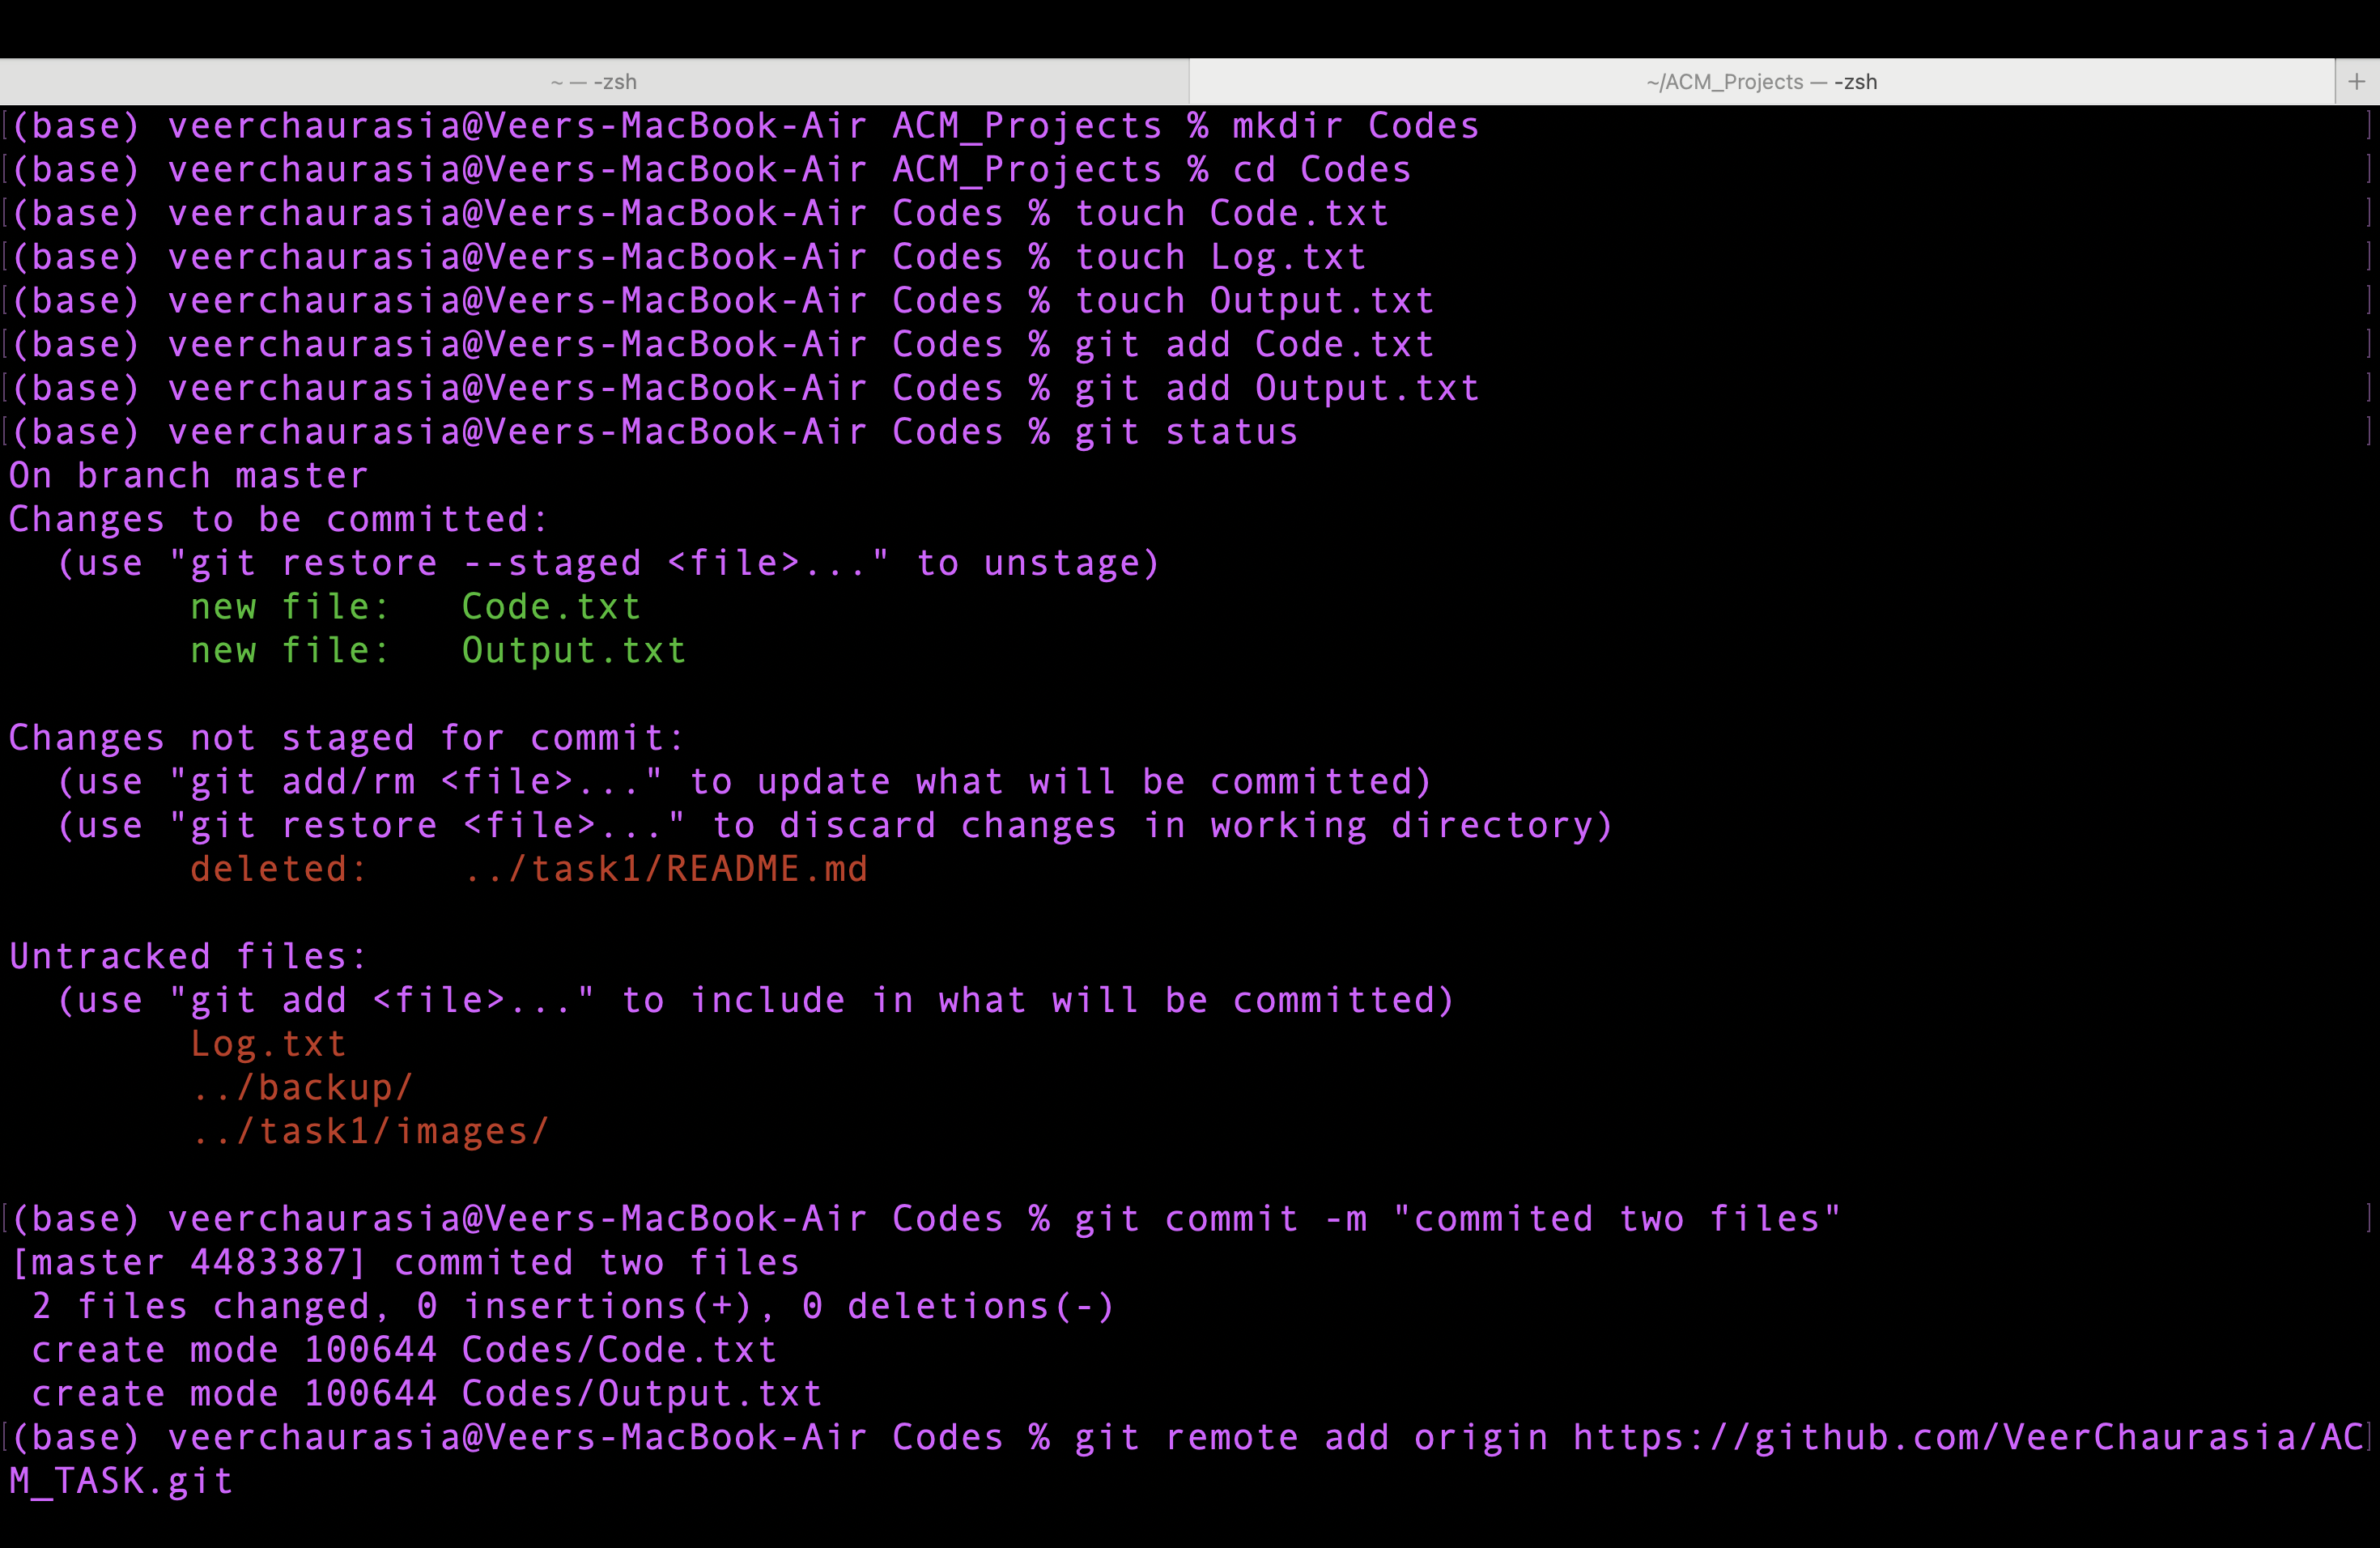 ~ — -zsh
~/ACM_Projects — -zsh
+
[(base) veerchaurasia@Veers-MacBook-Air ACM_Projects % mkdir Codes ]
[(base) veerchaurasia@Veers-MacBook-Air ACM_Projects % cd Codes ]
[(base) veerchaurasia@Veers-MacBook-Air Codes % touch Code.txt ]
[(base) veerchaurasia@Veers-MacBook-Air Codes % touch Log.txt ]
[(base) veerchaurasia@Veers-MacBook-Air Codes % touch Output.txt ]
[(base) veerchaurasia@Veers-MacBook-Air Codes % git add Code.txt ]
[(base) veerchaurasia@Veers-MacBook-Air Codes % git add Output.txt ]
[(base) veerchaurasia@Veers-MacBook-Air Codes % git status ]
On branch master
Changes to be committed:
  (use "git restore --staged <file>..." to unstage)
        new file:   Code.txt
        new file:   Output.txt
Changes not staged for commit:
  (use "git add/rm <file>..." to update what will be committed)
  (use "git restore <file>..." to discard changes in working directory)
        deleted:    ../task1/README.md
Untracked files:
  (use "git add <file>..." to include in what will be committed)
        Log.txt
        ../backup/
        ../task1/images/
[(base) veerchaurasia@Veers-MacBook-Air Codes % git commit -m "commited two files" ]
[master 4483387] commited two files
 2 files changed, 0 insertions(+), 0 deletions(-)
 create mode 100644 Codes/Code.txt
 create mode 100644 Codes/Output.txt
[(base) veerchaurasia@Veers-MacBook-Air Codes % git remote add origin https://github.com/VeerChaurasia/AC]
M_TASK.git